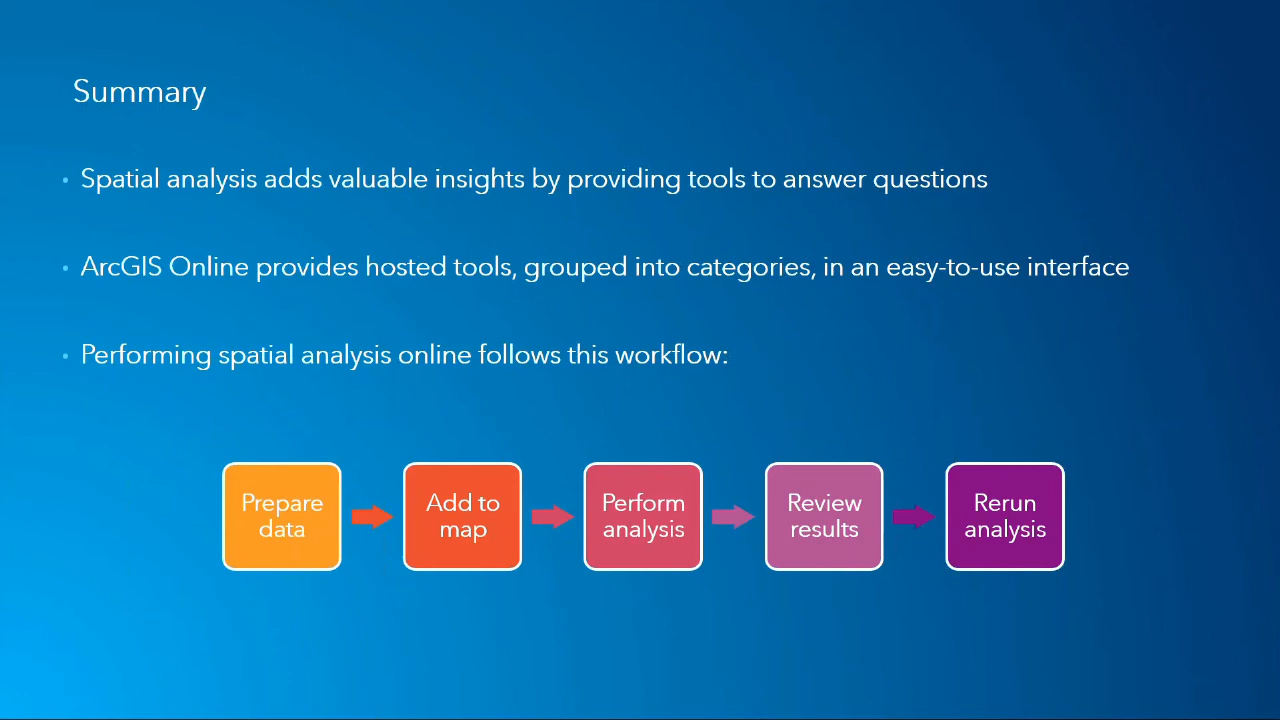 Summary
• Spatial analysis adds valuable insights by providing tools to answer questions
• ArcGIS Online provides hosted tools, grouped into categories, in an easy-to-use interface
• Performing spatial analysis online follows this workflow:
Prepare
data
Add to
map
Perform
analysis
Review
results
Rerun
analysis